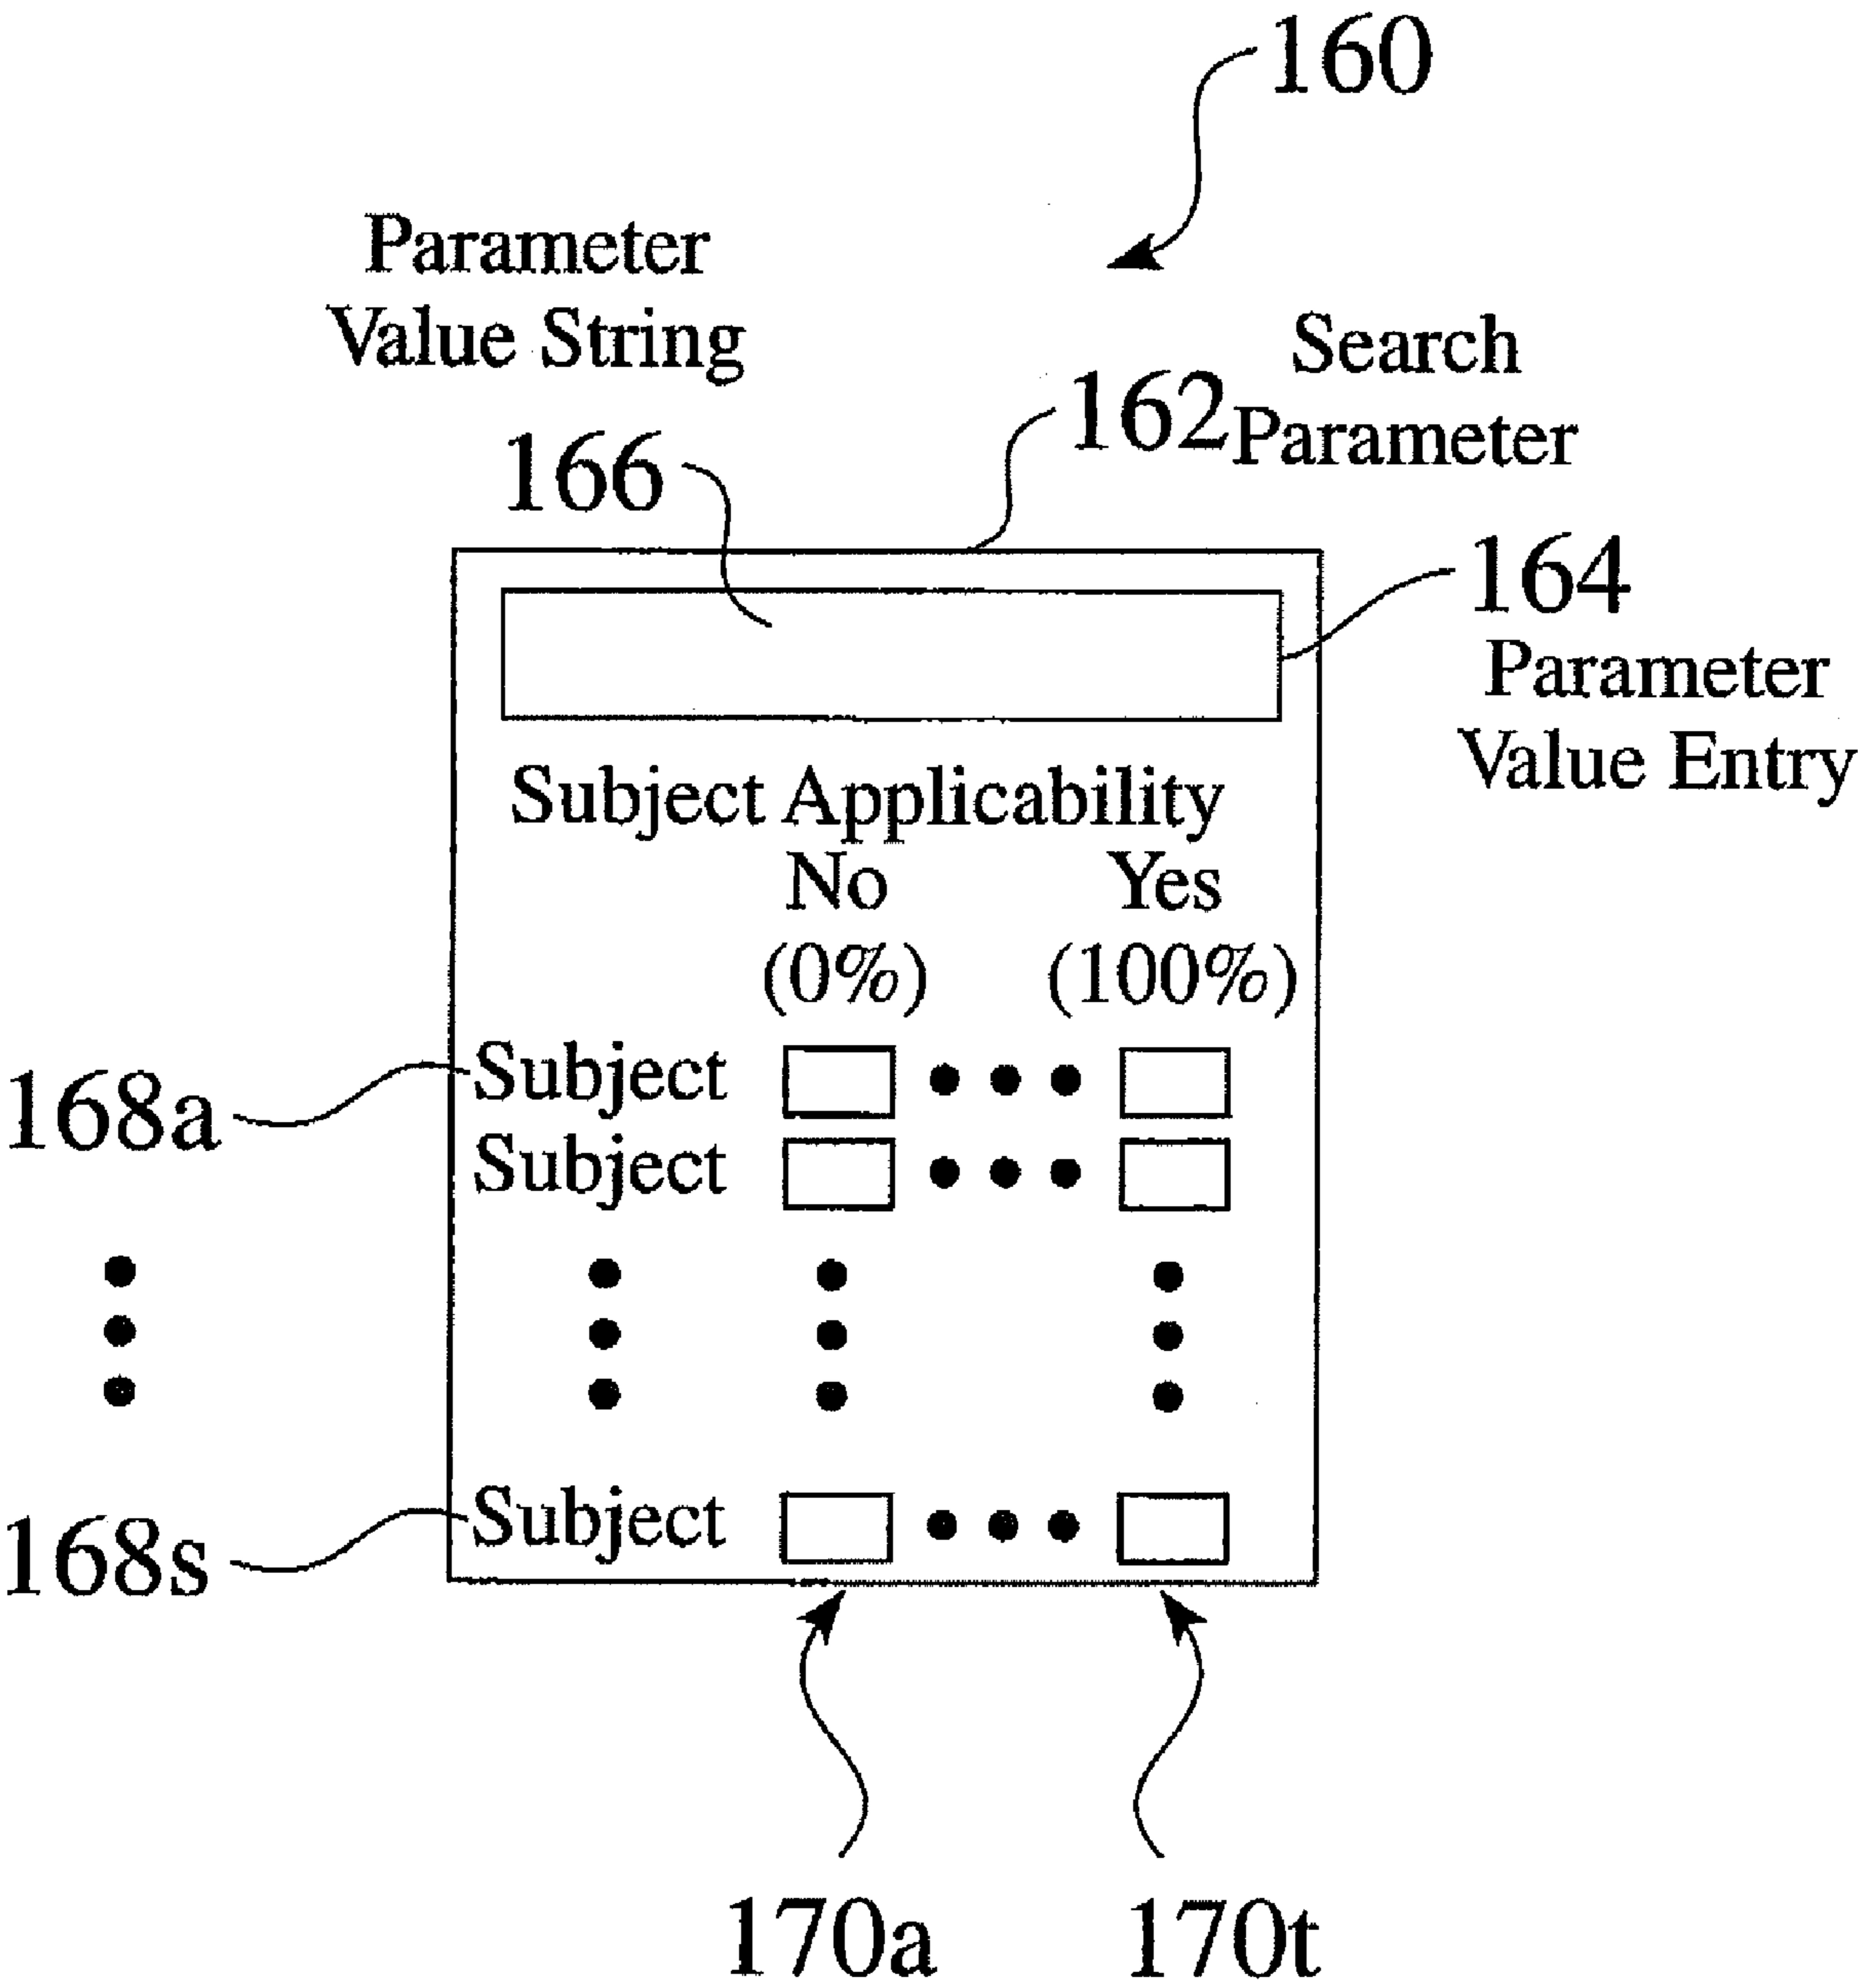 160
Parameter
Value String
Search
162 Parameter
166
164
Parameter
Value Entry
Subject Applicability
No Yes
(0%) (100%)
168a Subject
Subject
168s Subject
170a 170t